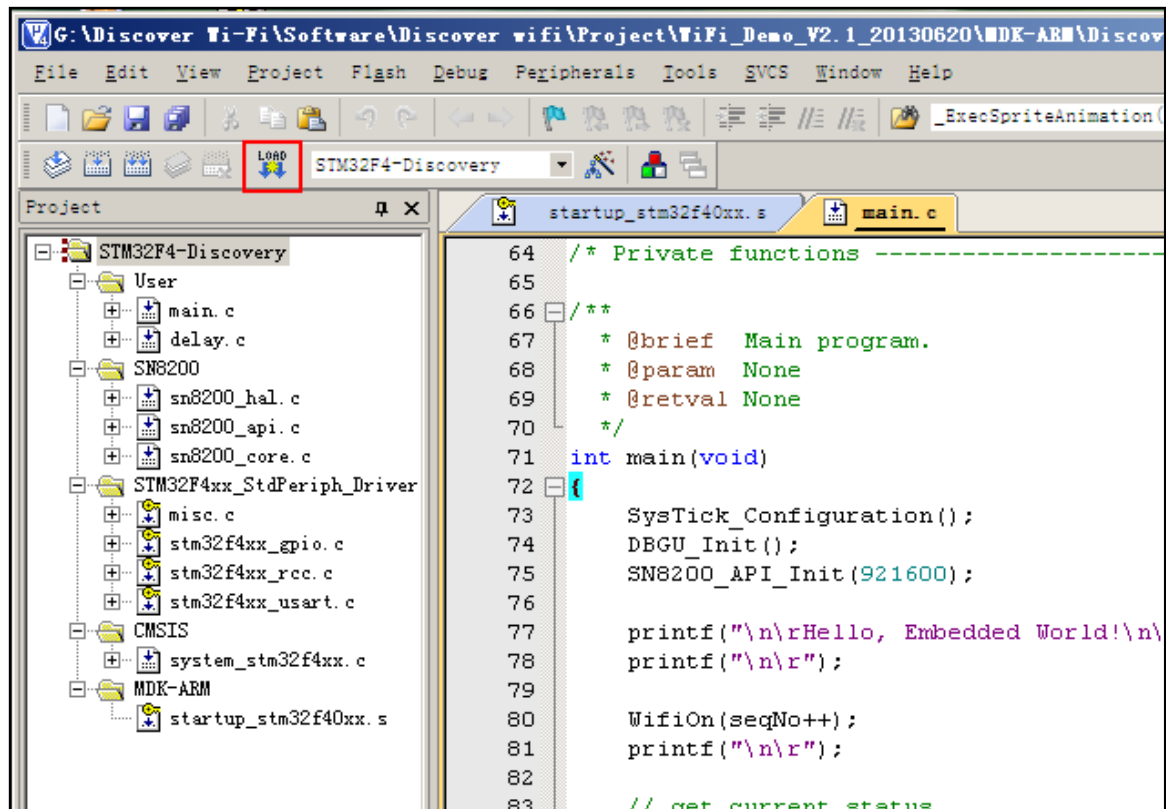 G:\Discover Wi-Fi\Software\Discover wifi\Project\WiFi_Demo_V2.1_20130620\MDK-ARM\Discov
File Edit View Project Flash Debug Peripherals Tools SVCS Window Help
_ExecSpriteAnimation(
LOAD STM32F4-Discovery
Project
startup_stm32f40xx.s main.c
STM32F4-Discovery
User
main.c
delay.c
SN8200
sn8200_hal.c
sn8200_api.c
sn8200_core.c
STM32F4xx_StdPeriph_Driver
misc.c
stm32f4xx_gpio.c
stm32f4xx_rcc.c
stm32f4xx_usart.c
CMSIS
system_stm32f4xx.c
MDK-ARM
startup_stm32f40xx.s
64 /* Private functions --------------------
65
66 /**
67 * @brief Main program.
68 * @param None
69 * @retval None
70 */
71 int main(void)
72 {
73 SysTick_Configuration();
74 DBGU_Init();
75 SN8200_API_Init(921600);
76
77 printf("\n\rHello, Embedded World!\n\
78 printf("\n\r");
79
80 WifiOn(seqNo++);
81 printf("\n\r");
82
83 // get current status